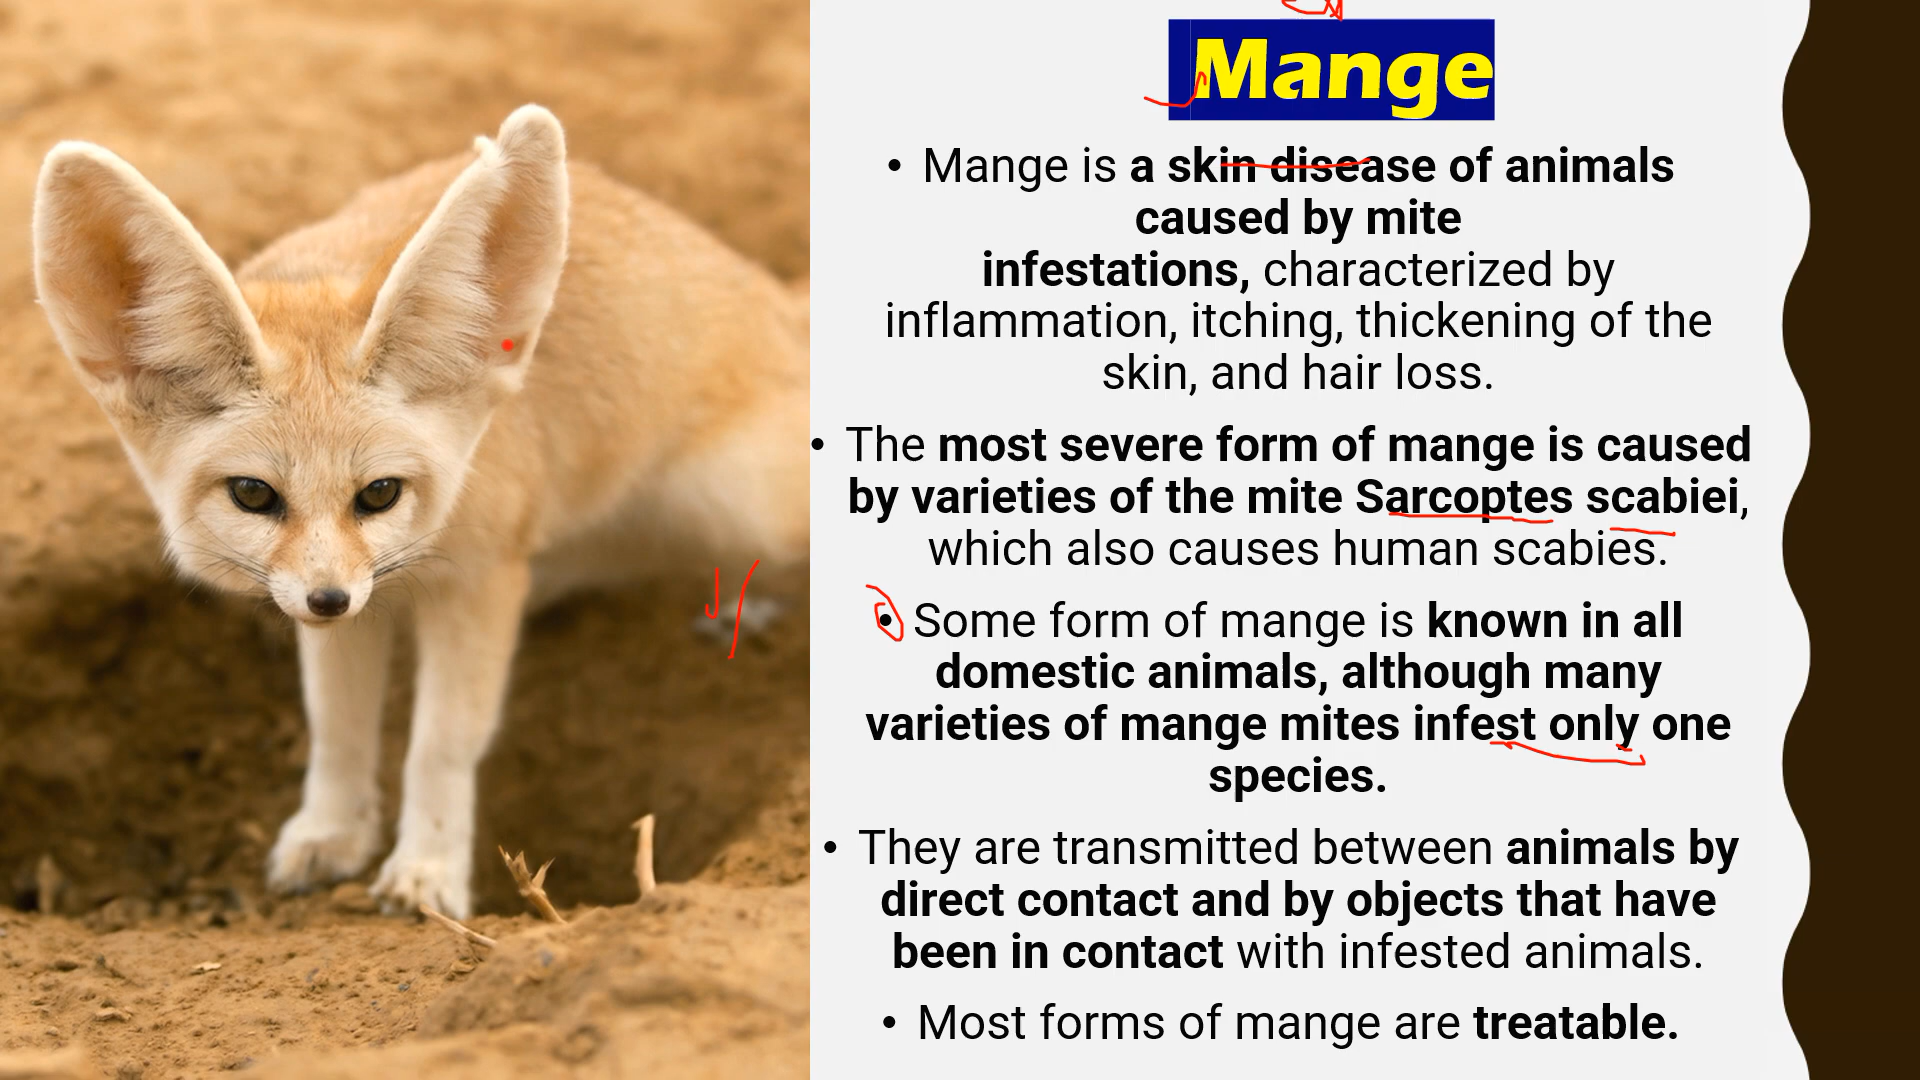 Mange
• Mange is a skin disease of animals
caused by mite
infestations, characterized by
inflammation, itching, thickening of the
skin, and hair loss.
• The most severe form of mange is caused
by varieties of the mite Sarcoptes scabiei,
which also causes human scabies.
• Some form of mange is known in all
domestic animals, although many
varieties of mange mites infest only one
species.
• They are transmitted between animals by
direct contact and by objects that have
been in contact with infested animals.
• Most forms of mange are treatable.